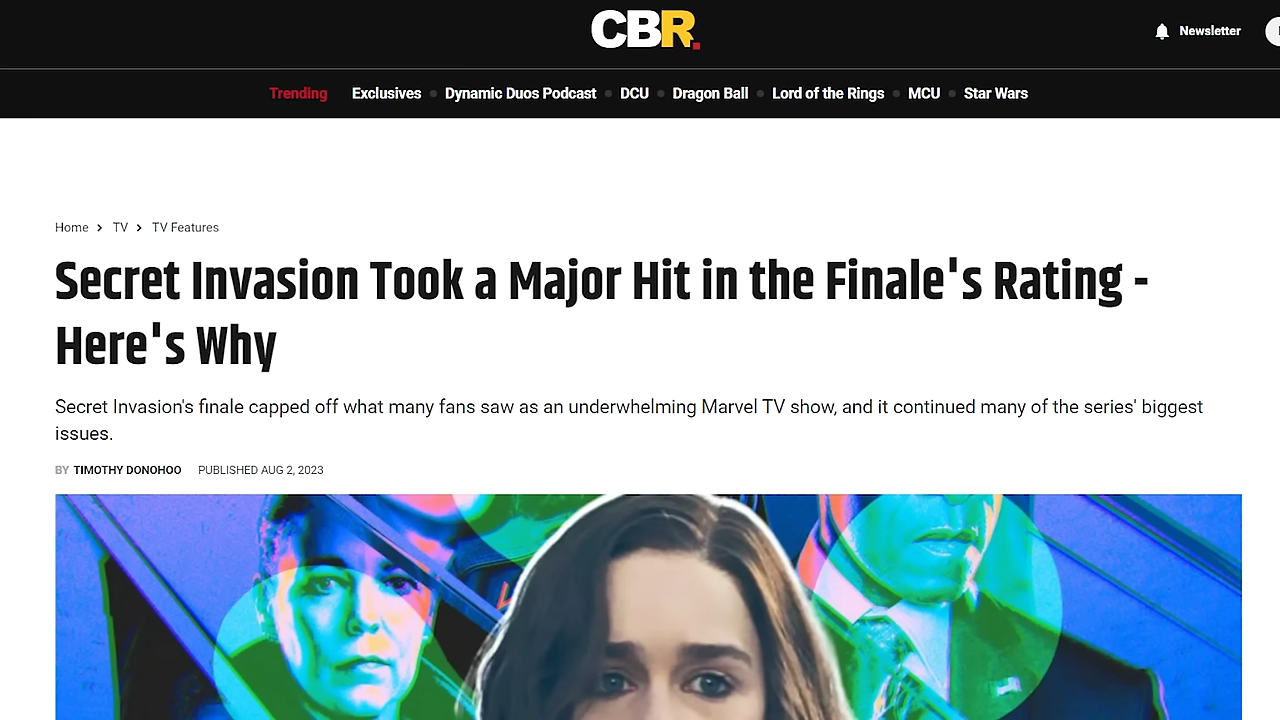 CBR.
Newsletter
Trending Exclusives Dynamic Duos Podcast DCU Dragon Ball Lord of the Rings MCU Star Wars
Home > TV > TV Features
Secret Invasion Took a Major Hit in the Finale's Rating -
Here's Why
Secret Invasion's finale capped off what many fans saw as an underwhelming Marvel TV show, and it continued many of the series' biggest
issues.
BY TIMOTHY DONOHOO PUBLISHED AUG 2, 2023